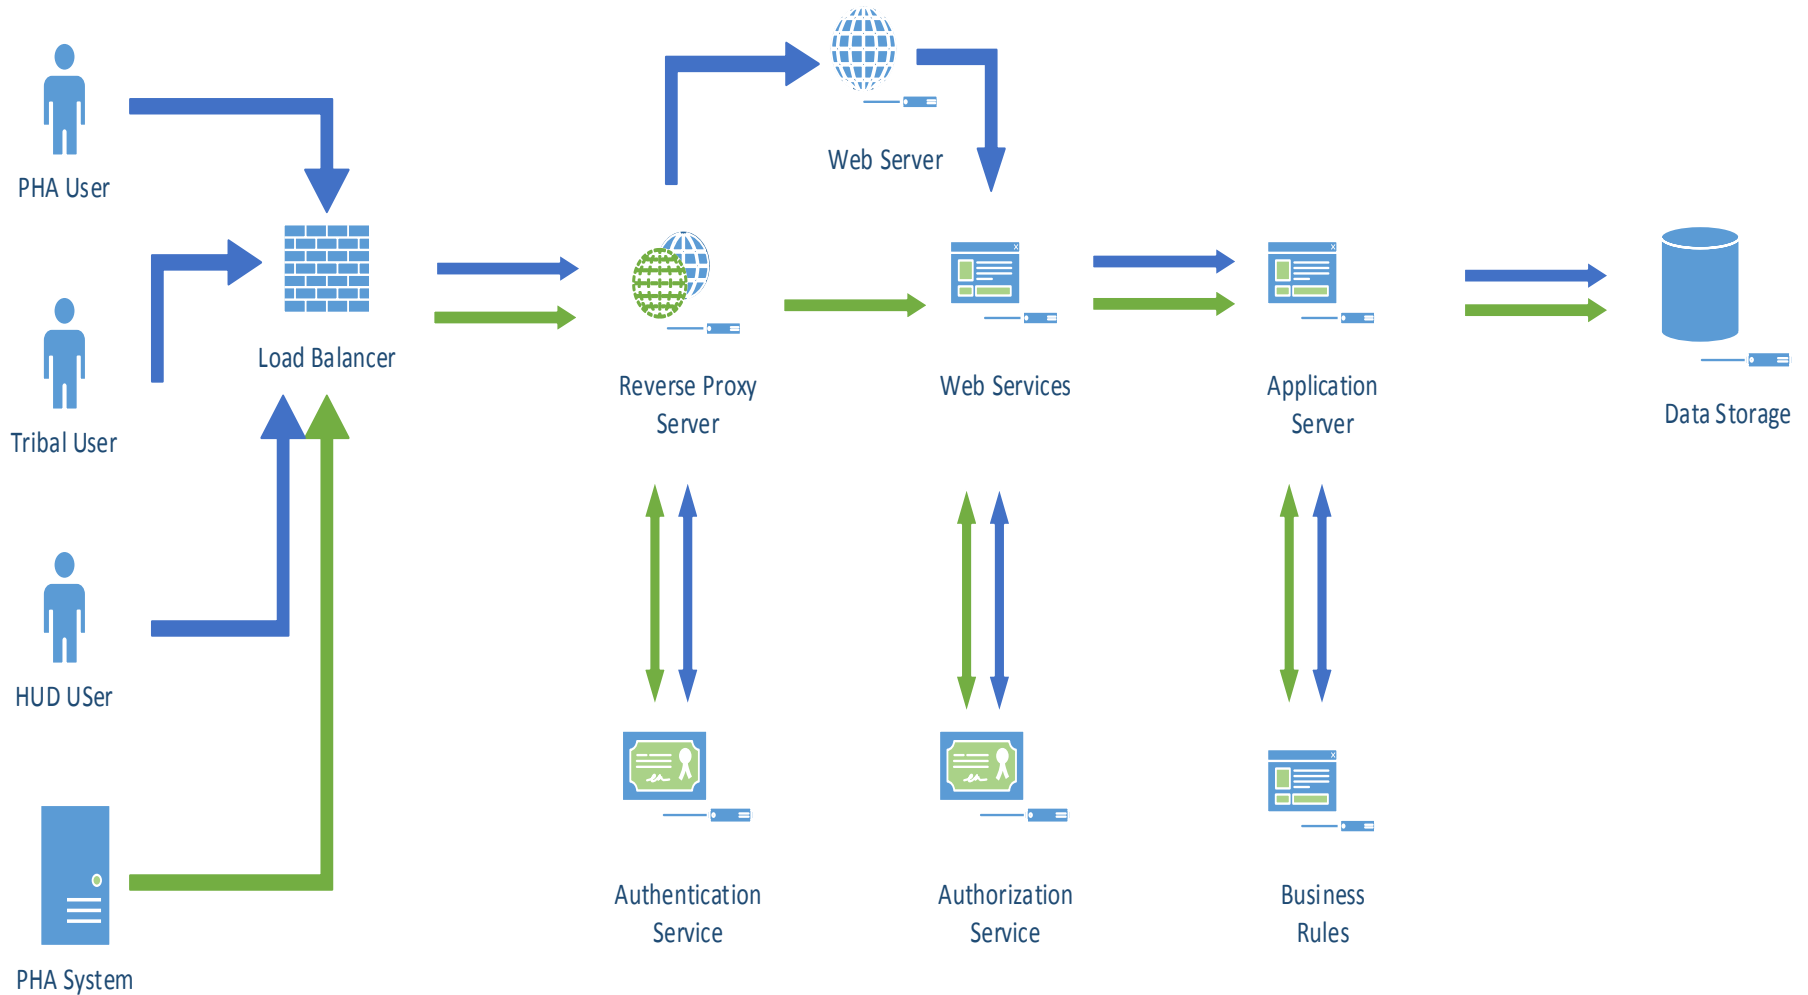 Web Server
PHA User
Load Balancer
Reverse Proxy
Server
Web Services
Application
Server
Data Storage
Tribal User
HUD USer
Authentication
Service
Authorization
Service
Business
Rules
PHA System